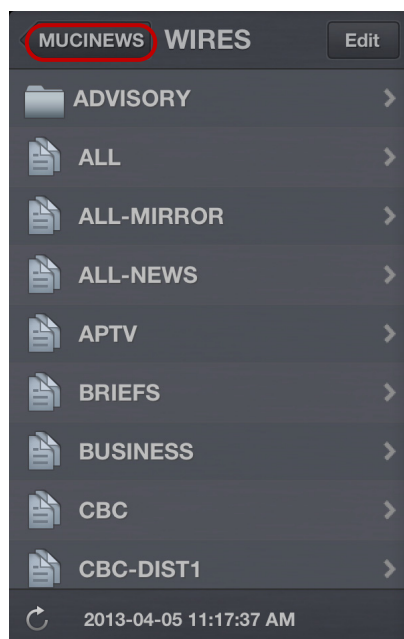 MUCINEWS WIRES Edit
ADVISORY
ALL
ALL-MIRROR
ALL-NEWS
APTV
BRIEFS
BUSINESS
CBC
CBC-DIST1
2013-04-05 11:17:37 AM